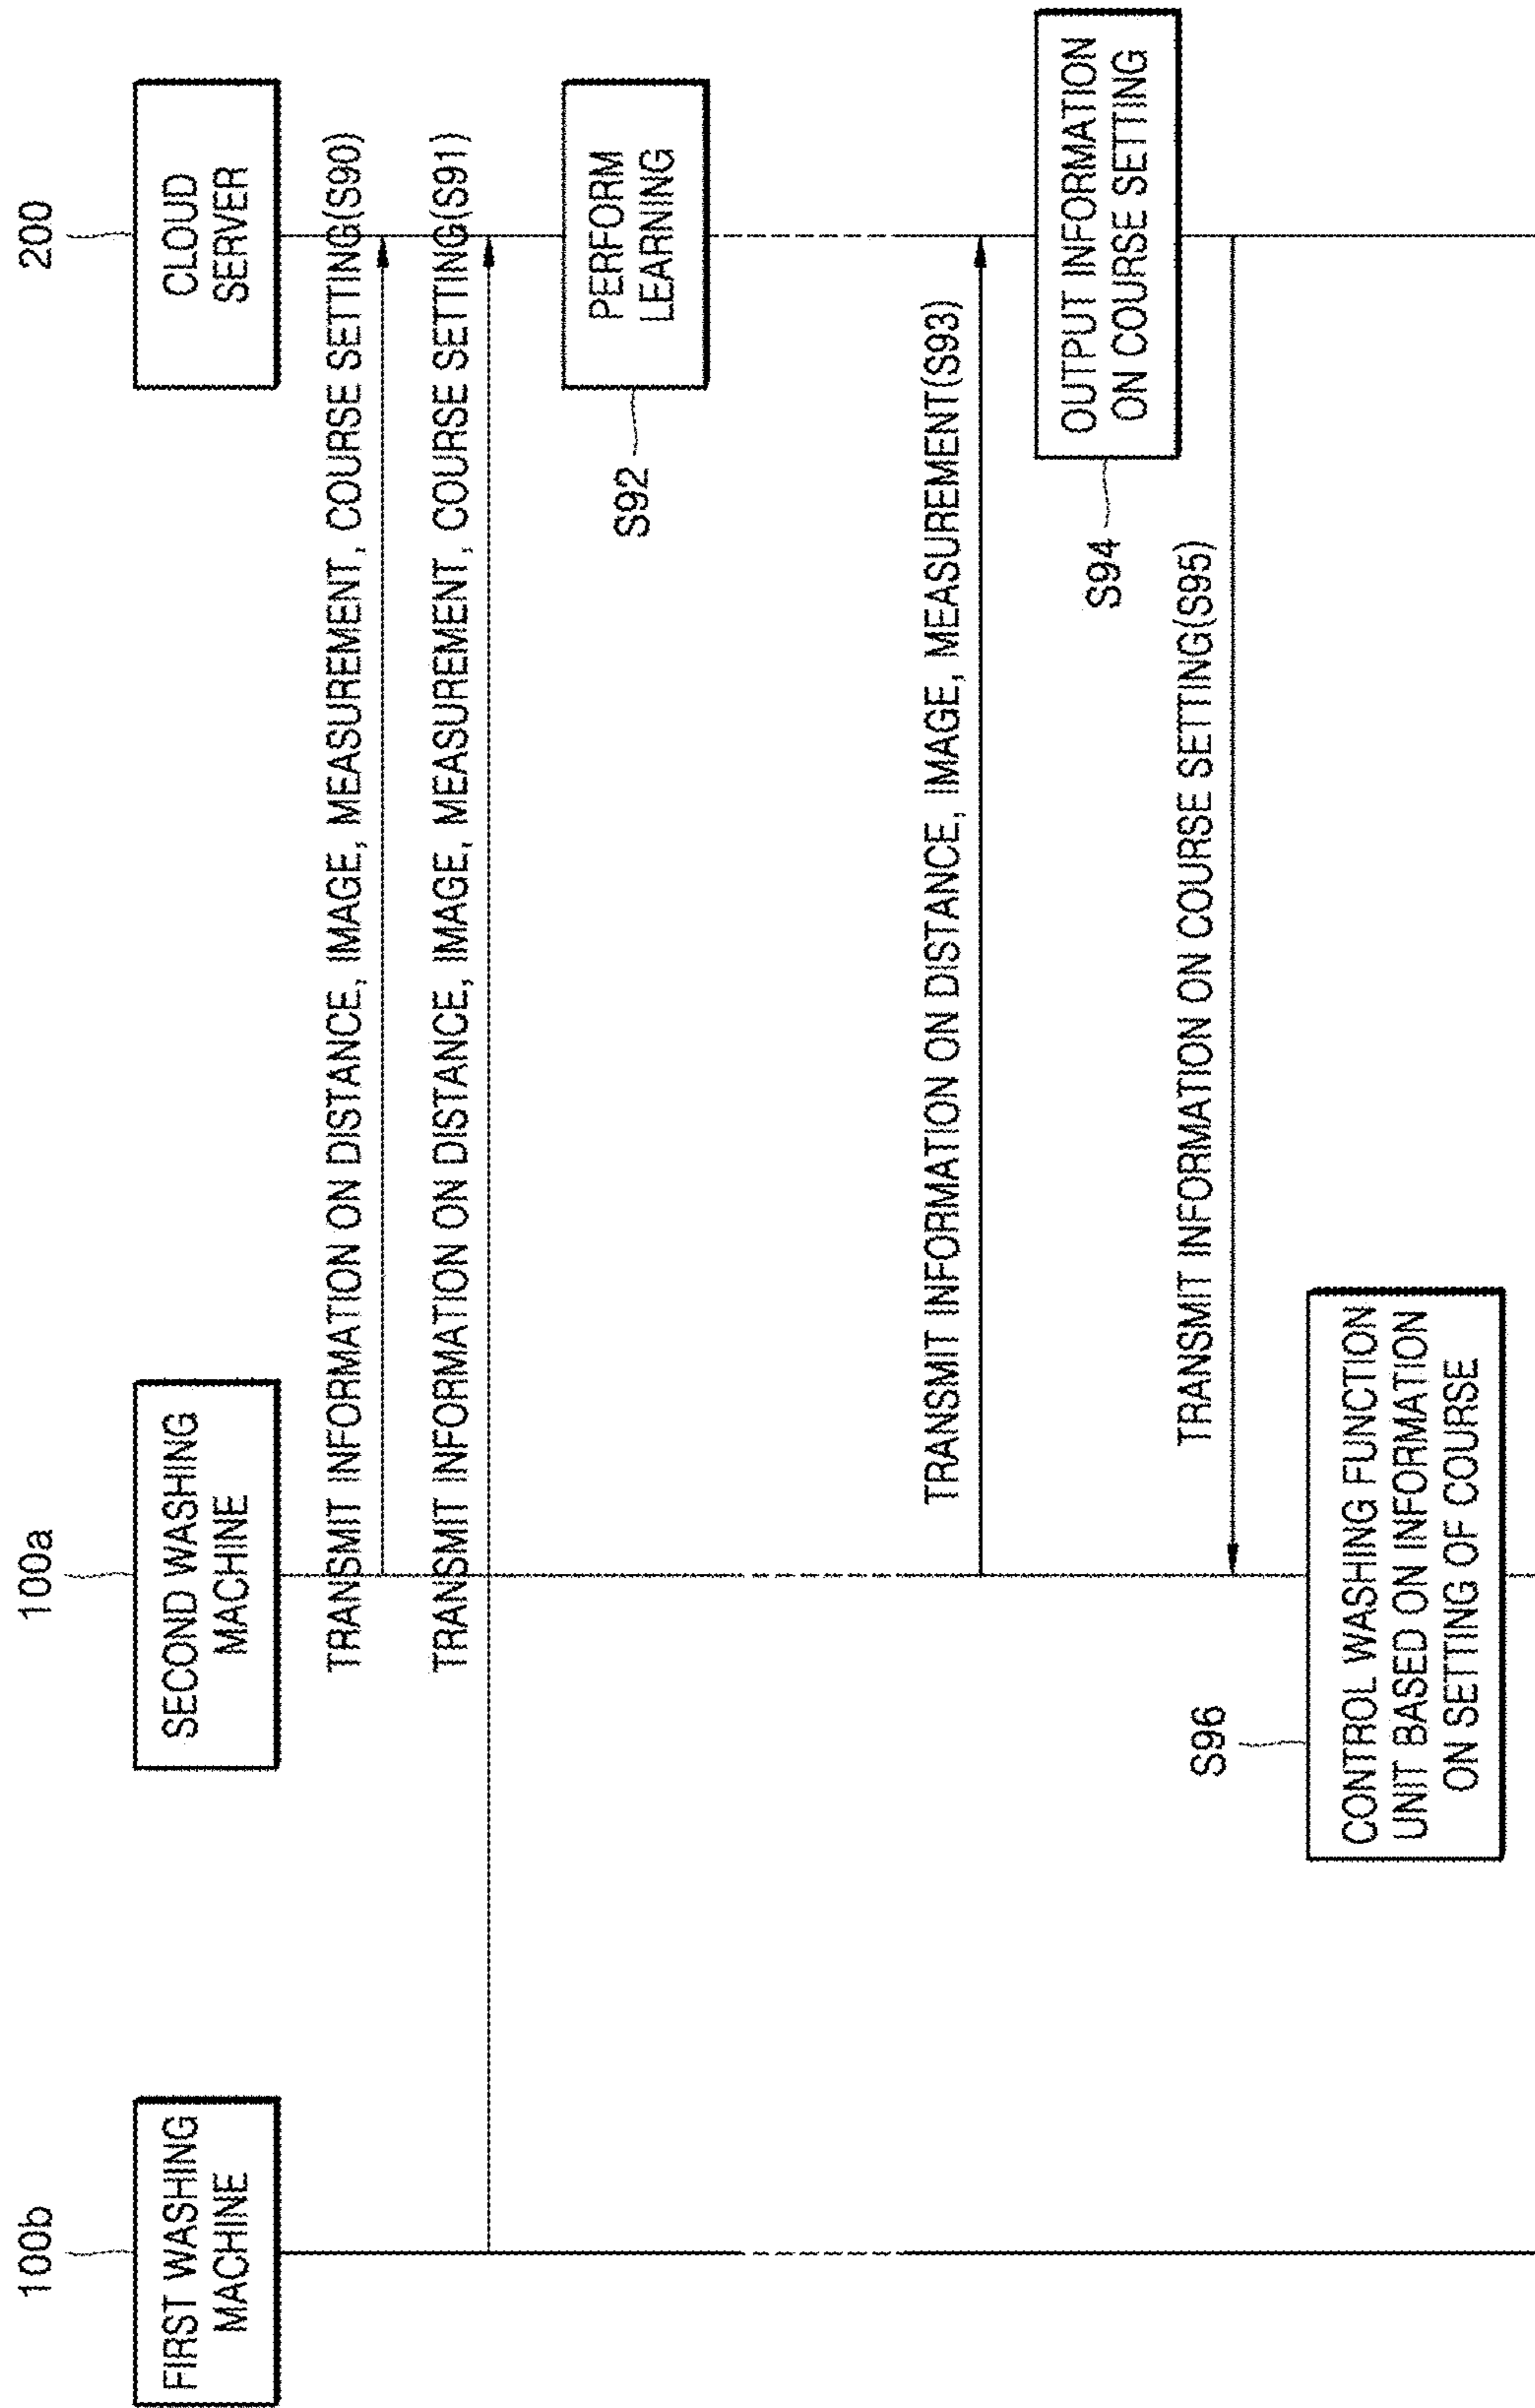 100b
100a
200
FIRST WASHING
MACHINE
SECOND WASHING
MACHINE
CLOUD
SERVER
TRANSMIT INFORMATION ON DISTANCE, IMAGE, MEASUREMENT, COURSE SETTING(S90)
TRANSMIT INFORMATION ON DISTANCE, IMAGE, MEASUREMENT, COURSE SETTING(S91)
PERFORM
LEARNING
S92
TRANSMIT INFORMATION ON DISTANCE, IMAGE, MEASUREMENT(S93)
OUTPUT INFORMATION
ON COURSE SETTING
S94
TRANSMIT INFORMATION ON COURSE SETTING(S95)
S96
CONTROL WASHING FUNCTION
UNIT BASED ON INFORMATION
ON SETTING OF COURSE